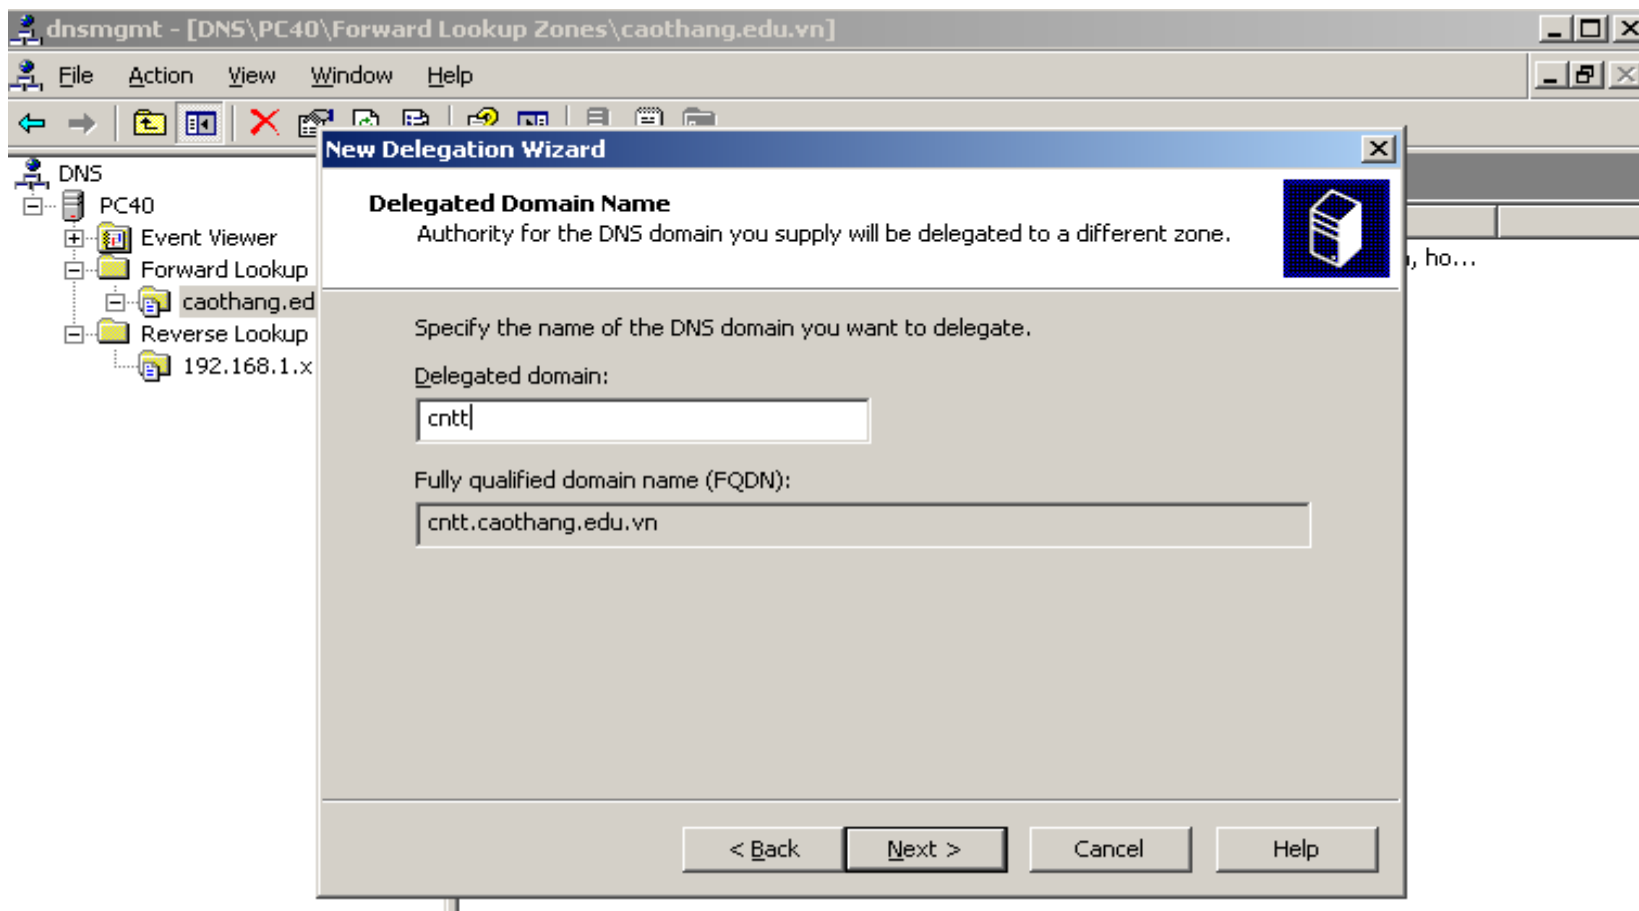 dnsmgmt - [DNS\PC40\Forward Lookup Zones\caothang.edu.vn]
File Action View Window Help
New Delegation Wizard
DNS
PC40
Event Viewer
Forward Lookup
caothang.ed
Reverse Lookup
192.168.1.x
Delegated Domain Name
Authority for the DNS domain you supply will be delegated to a different zone.
, ho...
Specify the name of the DNS domain you want to delegate.
Delegated domain:
cntt
Fully qualified domain name (FQDN):
cntt.caothang.edu.vn
< Back Next > Cancel Help